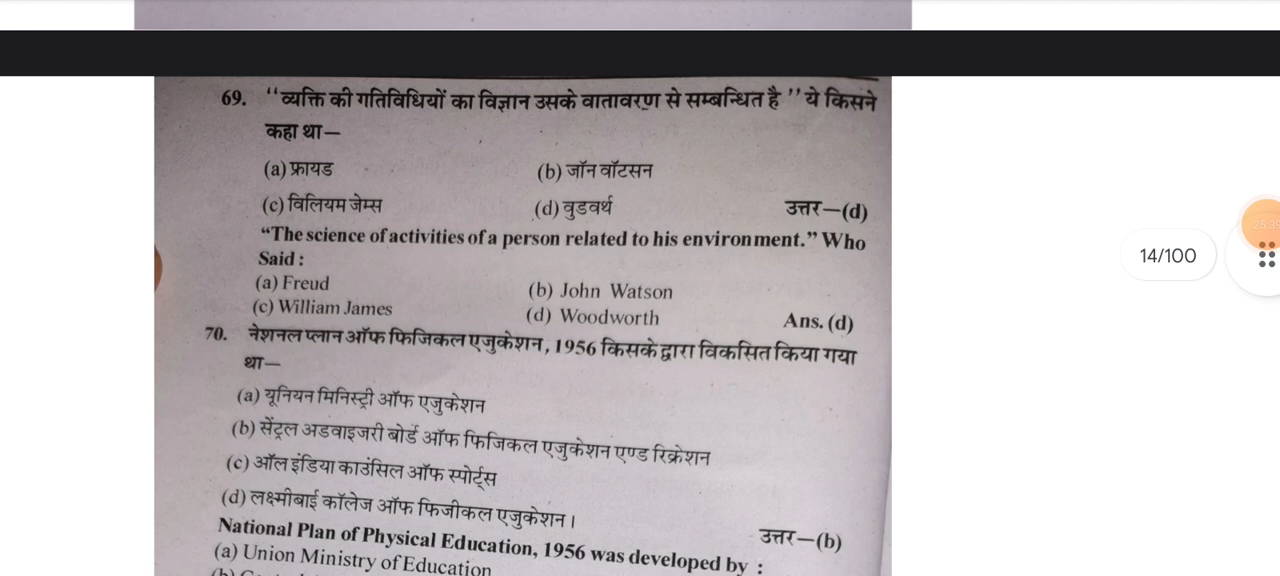 69. “व्यक्ति की गतिविधियों का विज्ञान उसके वातावरण से सम्बन्धित है ” ये किसने
कहा था—
(a) फ्रायड (b) जॉन वॉटसन
(c) विलियम जेम्स (d) वुडवर्थ उत्तर—(d)
“The science of activities of a person related to his environment.” Who
Said :
(a) Freud (b) John Watson
(c) William James (d) Woodworth Ans. (d)
70. नेशनल प्लान ऑफ फिजिकल एजुकेशन, 1956 किसके द्वारा विकसित किया गया
था—
(a) यूनियन मिनिस्ट्री ऑफ एजुकेशन
(b) सेंट्रल अडवाइजरी बोर्ड ऑफ फिजिकल एजुकेशन एण्ड रिक्रेशन
(c) ऑल इंडिया काउंसिल ऑफ स्पोर्ट्स
(d) लक्ष्मीबाई कॉलेज ऑफ फिजीकल एजुकेशन। उत्तर—(b)
National Plan of Physical Education, 1956 was developed by :
(a) Union Ministry of Education
14/100